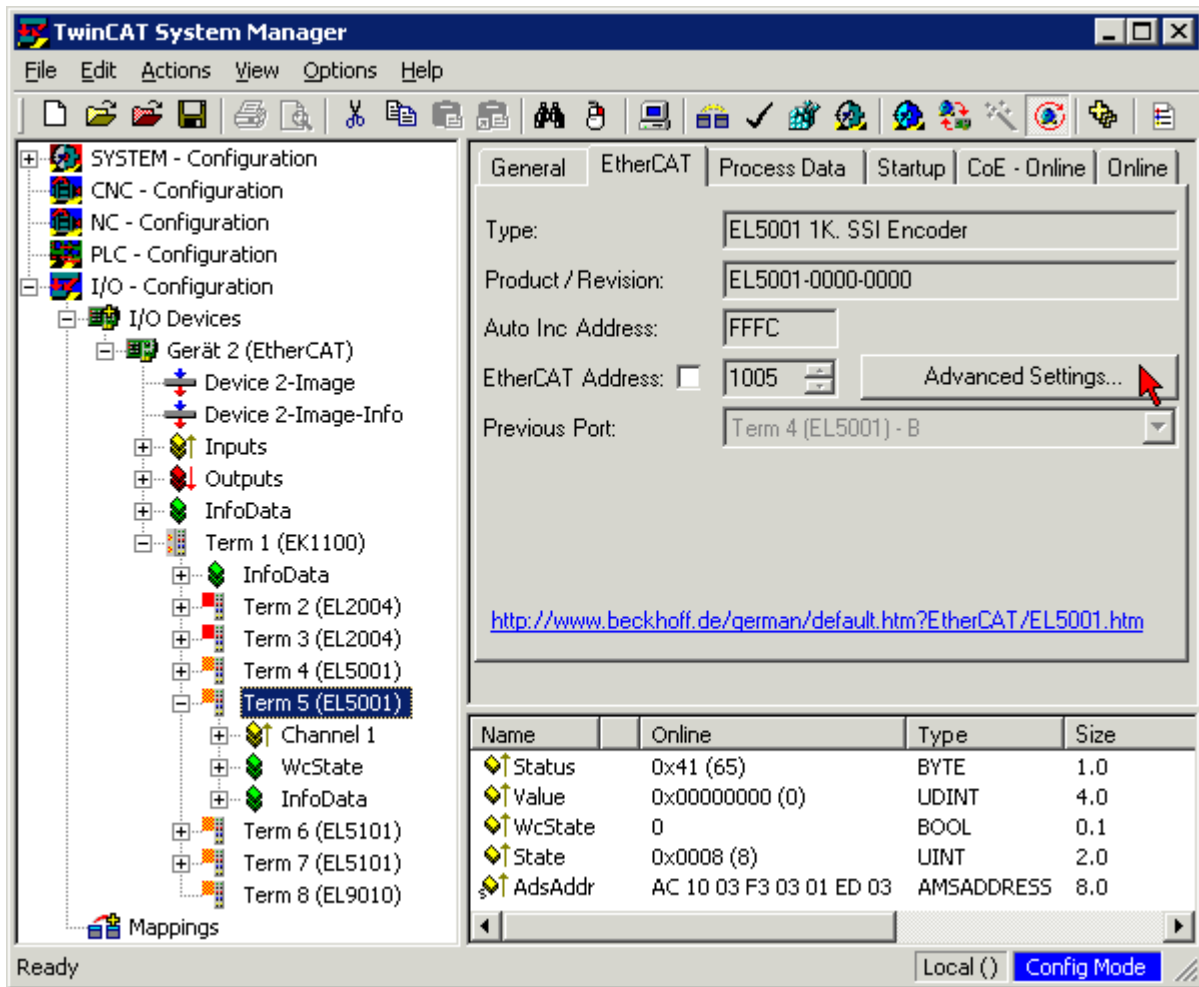 TwinCAT System Manager
File Edit Actions View Options Help
SYSTEM - Configuration
CNC - Configuration
NC - Configuration
PLC - Configuration
I/O - Configuration
I/O Devices
Gerät 2 (EtherCAT)
Device 2-Image
Device 2-Image-Info
Inputs
Outputs
InfoData
Term 1 (EK1100)
InfoData
Term 2 (EL2004)
Term 3 (EL2004)
Term 4 (EL5001)
Term 5 (EL5001)
Channel 1
WcState
InfoData
Term 6 (EL5101)
Term 7 (EL5101)
Term 8 (EL9010)
Mappings
General EtherCAT Process Data Startup CoE - Online Online
Type: EL5001 1K. SSI Encoder
Product / Revision: EL5001-0000-0000
Auto Inc Address: FFFC
EtherCAT Address: 1005 Advanced Settings...
Previous Port: Term 4 (EL5001) - B
http://www.beckhoff.de/german/default.htm?EtherCAT/EL5001.htm
Name Online Type Size
Status 0x41 (65) BYTE 1.0
Value 0x00000000 (0) UDINT 4.0
WcState 0 BOOL 0.1
State 0x0008 (8) UINT 2.0
AdsAddr AC 10 03 F3 03 01 ED 03 AMSADDRESS 8.0
Ready Local () Config Mode